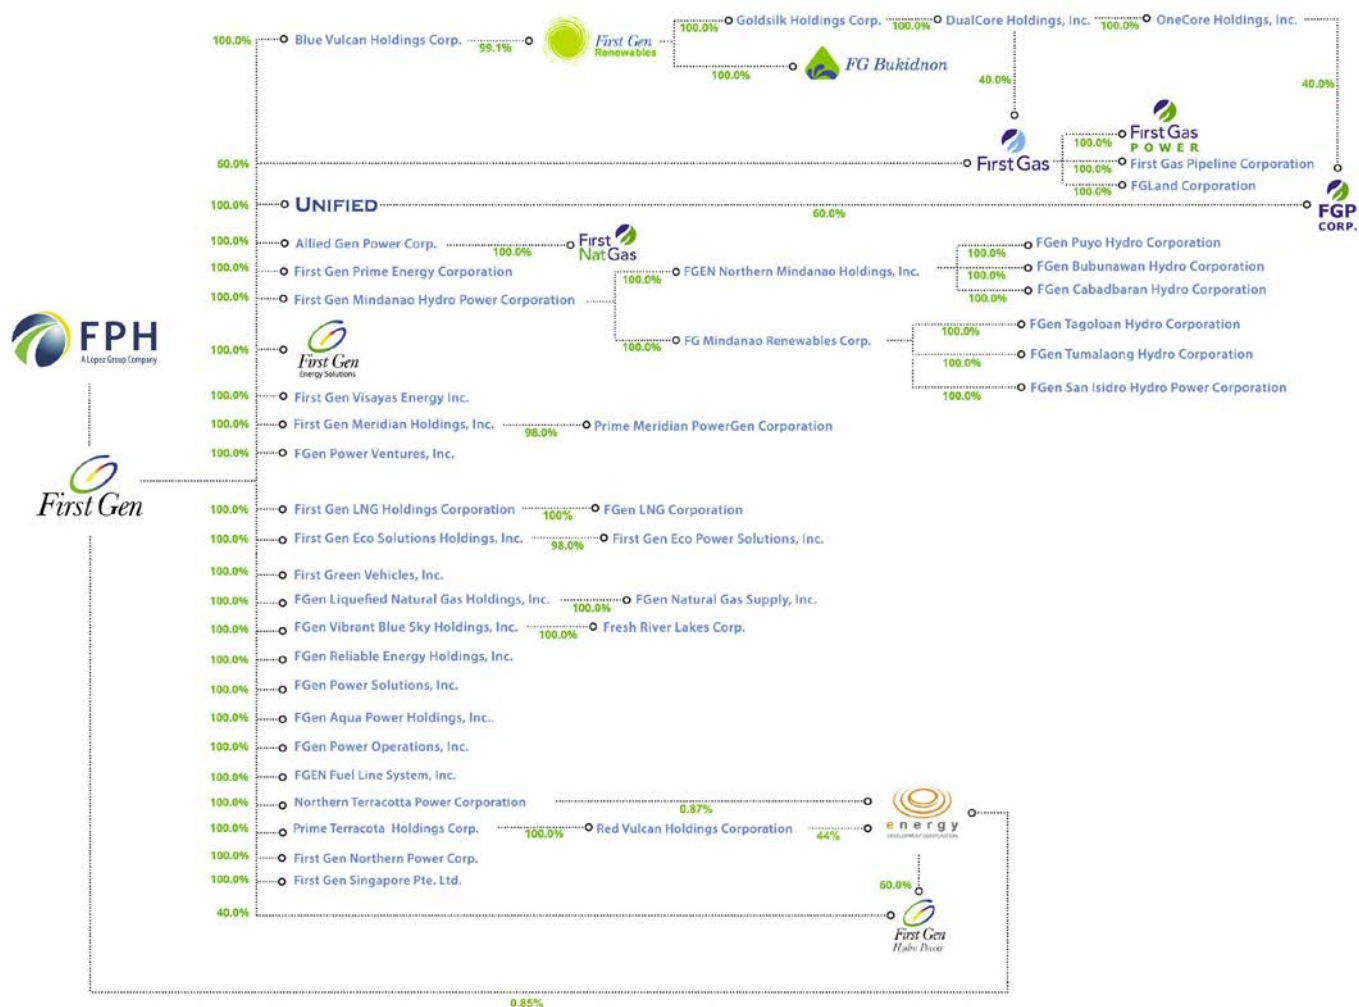 100.0% Blue Vulcan Holdings Corp. 99.1% First Gen Renewables
100.0% Goldsilk Holdings Corp. 100.0% DualCore Holdings, Inc. 100.0% OneCore Holdings, Inc.
100.0% FG Bukidnon
40.0% 40.0%
60.0% First Gas
100.0% First Gas POWER
100.0% First Gas Pipeline Corporation
100.0% FGLand Corporation
100.0% UNIFIED 60.0% FGP CORP.
100.0% Allied Gen Power Corp. 100.0% First NatGas
100.0% First Gen Prime Energy Corporation
100.0% First Gen Mindanao Hydro Power Corporation
100.0% FGEN Northern Mindanao Holdings, Inc.
100.0% FGen Puyo Hydro Corporation
100.0% FGen Bubunawan Hydro Corporation
100.0% FGen Cabadbaran Hydro Corporation
100.0% FG Mindanao Renewables Corp.
100.0% FGen Tagoloan Hydro Corporation
100.0% FGen Tumalaong Hydro Corporation
100.0% FGen San Isidro Hydro Power Corporation
FPH
A Lopez Group Company
100.0% First Gen
Energy Solutions
100.0% First Gen Visayas Energy Inc.
100.0% First Gen Meridian Holdings, Inc. 98.0% Prime Meridian PowerGen Corporation
100.0% FGen Power Ventures, Inc.
First Gen
100.0% First Gen LNG Holdings Corporation 100% FGen LNG Corporation
100.0% First Gen Eco Solutions Holdings, Inc. 98.0% First Gen Eco Power Solutions, Inc.
100.0% First Green Vehicles, Inc.
100.0% FGen Liquefied Natural Gas Holdings, Inc. 100.0% FGen Natural Gas Supply, Inc.
100.0% FGen Vibrant Blue Sky Holdings, Inc. 100.0% Fresh River Lakes Corp.
100.0% FGen Reliable Energy Holdings, Inc.
100.0% FGen Power Solutions, Inc.
100.0% FGen Aqua Power Holdings, Inc..
100.0% FGen Power Operations, Inc.
100.0% FGEN Fuel Line System, Inc.
100.0% Northern Terracotta Power Corporation 0.87%
energy
DEVELOPMENT CORPORATION
100.0% Prime Terracota Holdings Corp. 100.0% Red Vulcan Holdings Corporation 44%
100.0% First Gen Northern Power Corp.
100.0% First Gen Singapore Pte. Ltd.
60.0%
40.0% First Gen
Hydro Power
0.85%